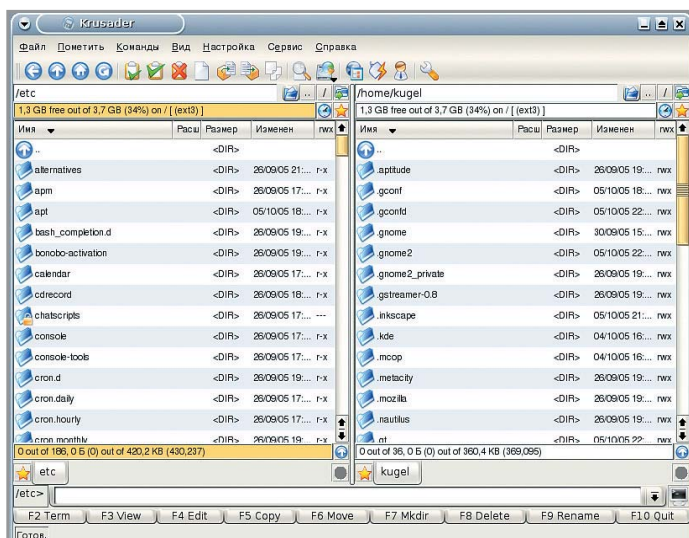 Krusader
Файл Пометить Команды Вид Настройка Сервис Справка
/etc .. /
1,3 GB free out of 3,7 GB (34%) on / [ (ext3) ]
Имя Расш Размер Изменен rwx
.. <DIR>
alternatives <DIR> 26/09/05 21:... r-x
apm <DIR> 26/09/05 17:... r-x
apt <DIR> 05/10/05 18:... r-x
bash_completion.d <DIR> 26/09/05 19:... r-x
bonobo-activation <DIR> 26/09/05 19:... r-x
calendar <DIR> 26/09/05 17:... r-x
cdrecord <DIR> 26/09/05 18:... r-x
chatscripts <DIR> 26/09/05 17:... ---
console <DIR> 26/09/05 17:... r-x
console-tools <DIR> 26/09/05 17:... r-x
cron.d <DIR> 26/09/05 19:... r-x
cron.daily <DIR> 26/09/05 17:... r-x
cron.hourly <DIR> 26/09/05 17:... r-x
cron.monthly <DIR> 26/09/05 19:... r-x
0 out of 186, 0 Б (0) out of 420,2 KB (430,237)
etc
/home/kugel .. /
1,3 GB free out of 3,7 GB (34%) on / [ (ext3) ]
Имя Расш Размер Изменен rwx
.. <DIR>
.aptitude <DIR> 26/09/05 19:... rwx
.gconf <DIR> 05/10/05 18:... rwx
.gconfd <DIR> 05/10/05 22:... rwx
.gnome <DIR> 30/09/05 15:... rwx
.gnome2 <DIR> 05/10/05 22:... rwx
.gnome2_private <DIR> 26/09/05 19:... rwx
.gstreamer-0.8 <DIR> 26/09/05 19:... rwx
.inkscape <DIR> 05/10/05 21:... rwx
.kde <DIR> 04/10/05 16:... rwx
.mcop <DIR> 04/10/05 16:... rwx
.metacity <DIR> 26/09/05 19:... rwx
.mozilla <DIR> 26/09/05 19:... rwx
.nautilus <DIR> 26/09/05 19:... rwx
.qt <DIR> 05/10/05 22:... rwx
0 out of 36, 0 Б (0) out of 360,4 KB (369,095)
kugel
/etc>
F2 Term F3 View F4 Edit F5 Copy F6 Move F7 Mkdir F8 Delete F9 Rename F10 Quit
Готов.